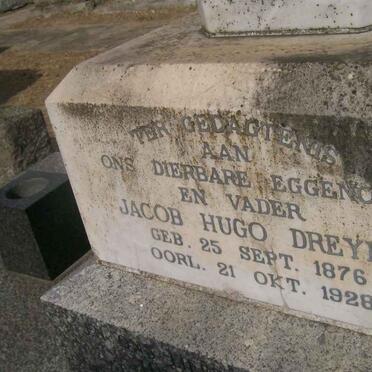 TER GEDAGTENIS
AAN
ONS DIERBARE EGGENO
EN VADER
JACOB HUGO DREY
GEB. 25 SEPT. 1876
OORL. 21 OKT. 1928